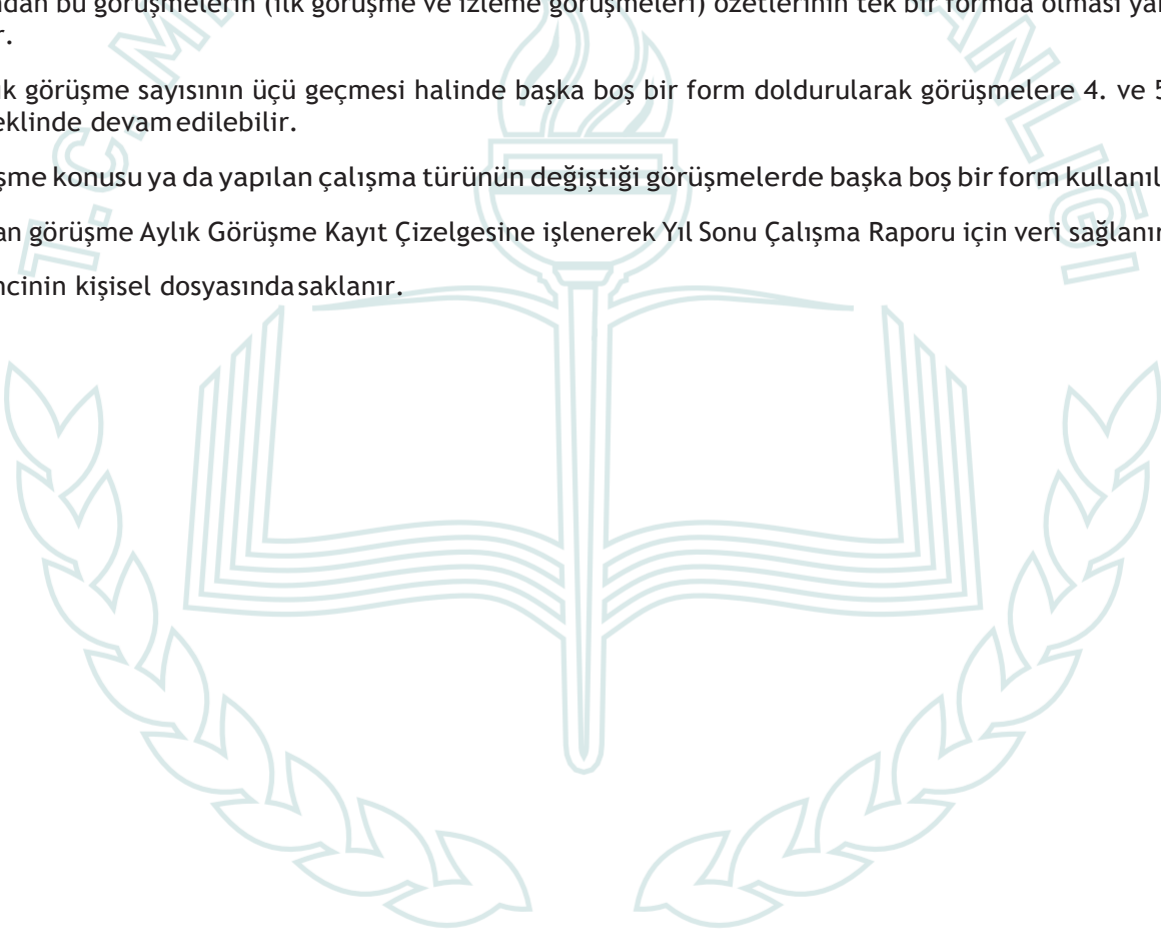 ndan bu görüşmelerin (ilk görüşme ve izleme görüşmeleri) özetlerinin tek bir formda olması
r.
ık görüşme sayısının üçü geçmesi halinde başka boş bir form doldurularak görüşmelere 4. ve 5
eklinde devam edilebilir.
şme konusu ya da yapılan çalışma türünün değiştiği görüşmelerde başka boş bir form kullanıl
an görüşme Aylık Görüşme Kayıt Çizelgesine işlenerek Yıl Sonu Çalışma Raporu için veri sağlanır
ncinin kişisel dosyasında saklanır.
T.C. M
ANLIĞI